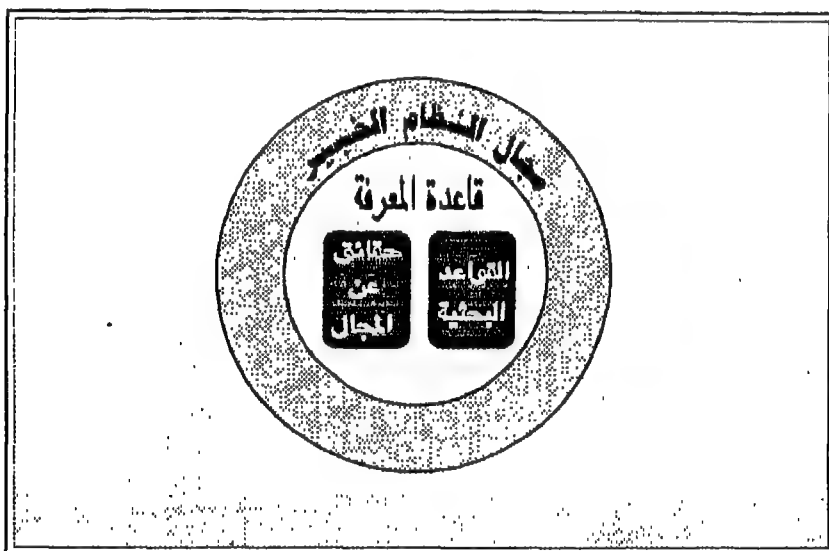 مجال النظام الخبير
قاعدة المعرفة
القواعد
البحثية
حقائق
عن
المجال